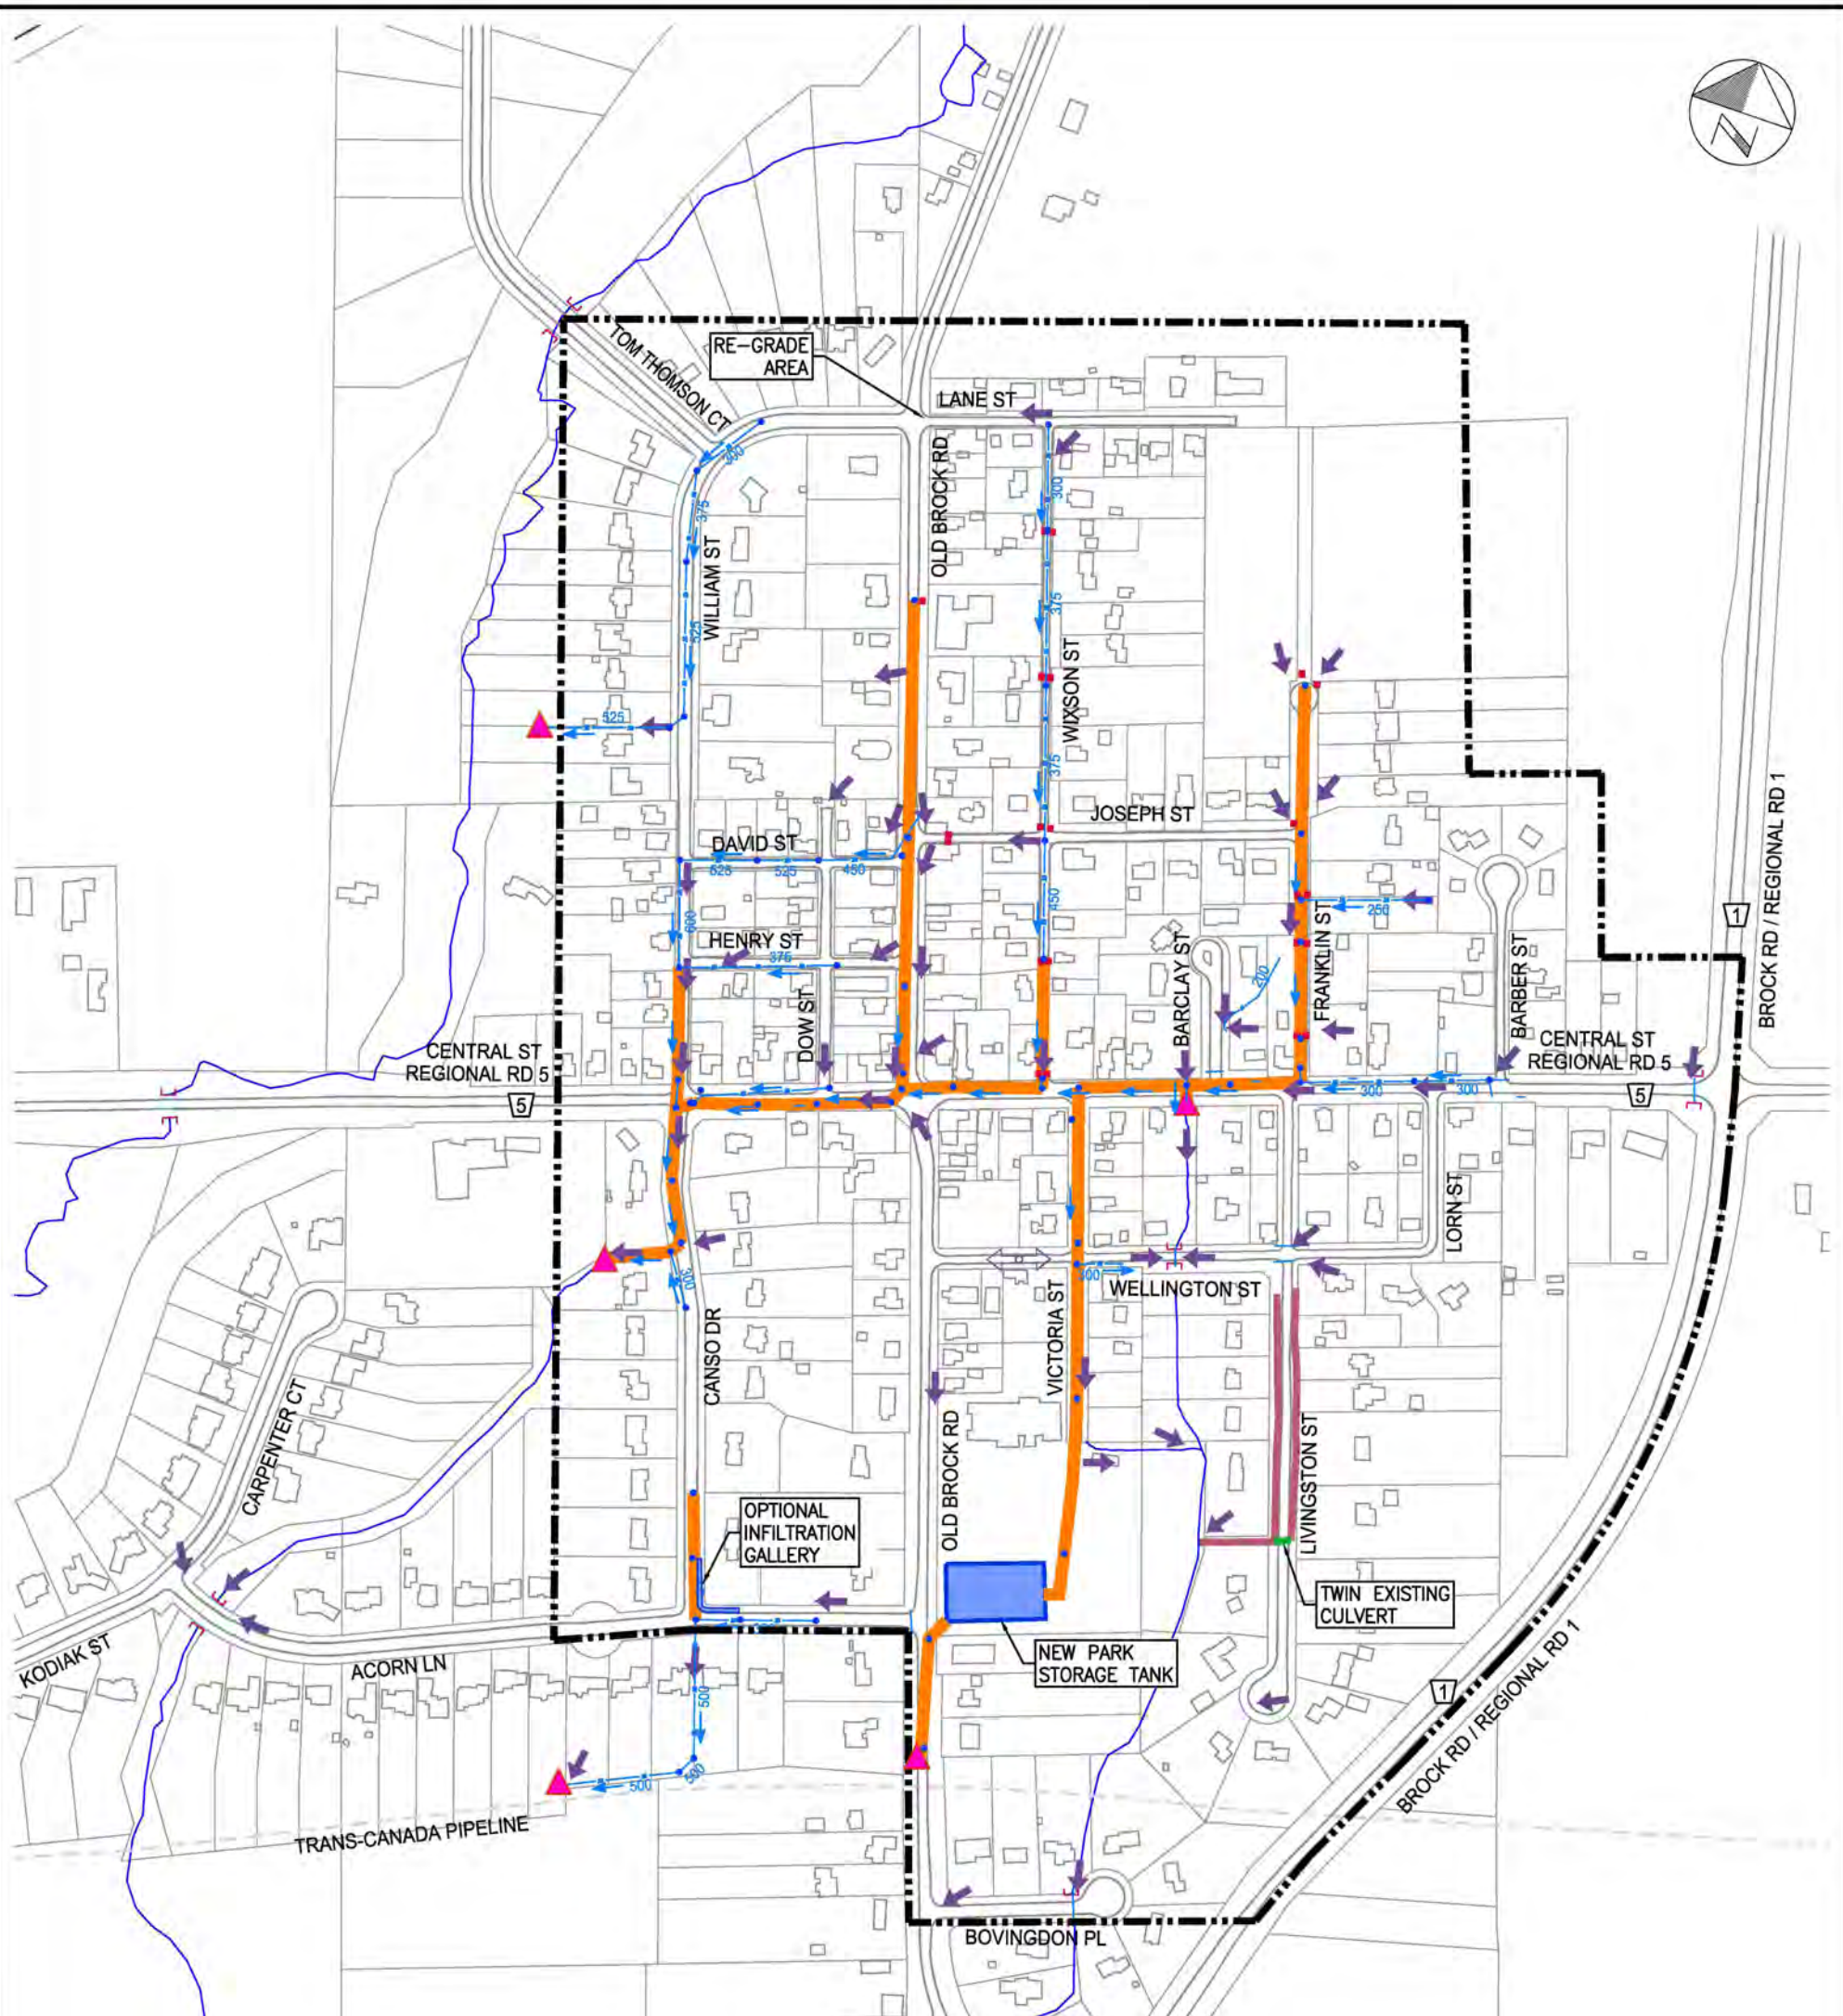 N
TOM THOMSON CT
RE-GRADE
AREA
LANE ST
300
375
WILLIAM ST
525
525
OLD BROCK RD
300
375
WIXSON ST
375
JOSEPH ST
DAVID ST
525
525
450
600
HENRY ST
375
DOW ST
450
BARCLAY ST
200
FRANKLIN ST
250
BARBER ST
1
BROCK RD / REGIONAL RD 1
CENTRAL ST
REGIONAL RD 5
5
CENTRAL ST
REGIONAL RD 5
5
300
300
LORN ST
300
WELLINGTON ST
VICTORIA ST
300
CANSO DR
CARPENTER CT
OLD BROCK RD
LIVINGSTON ST
OPTIONAL
INFILTRATION
GALLERY
TWIN EXISTING
CULVERT
NEW PARK
STORAGE TANK
KODIAK ST
ACORN LN
500
500
500
1
BROCK RD / REGIONAL RD 1
TRANS-CANADA PIPELINE
BOVINGDON PL